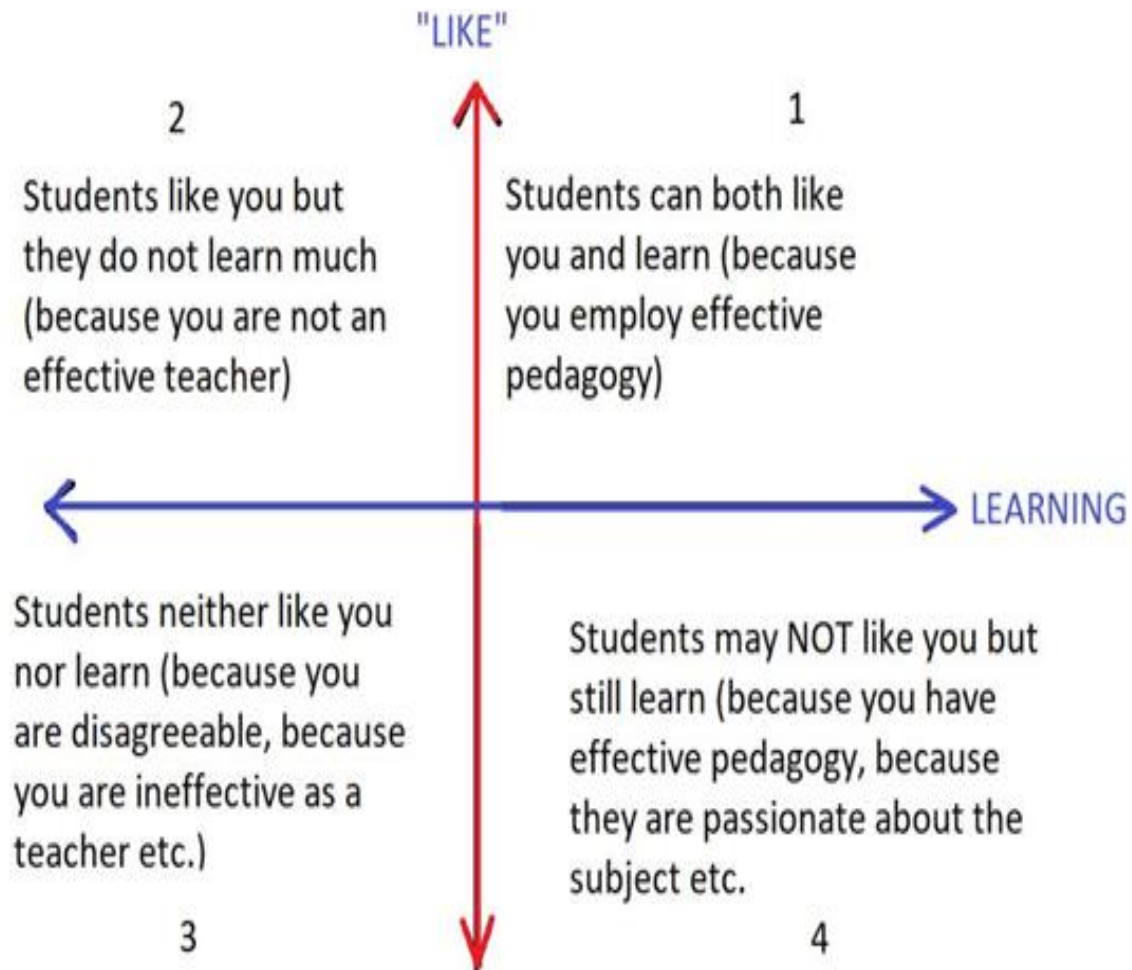 "LIKE"
2
Students like you but
they do not learn much
(because you are not an
effective teacher)
1
Students can both like
you and learn (because
you employ effective
pedagogy)
LEARNING
Students neither like you
nor learn (because you
are disagreeable, because
you are ineffective as a
teacher etc.)
3
Students may NOT like you but
still learn (because you have
effective pedagogy, because
they are passionate about the
subject etc.
4